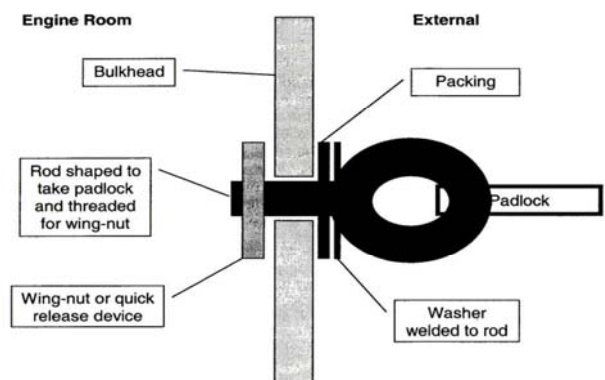 Engine Room
External
Bulkhead
Packing
Rod shaped to
take padlock
and threaded
for wing-nut
Padlock
Wing-nut or quick
release device
Washer
welded to rod